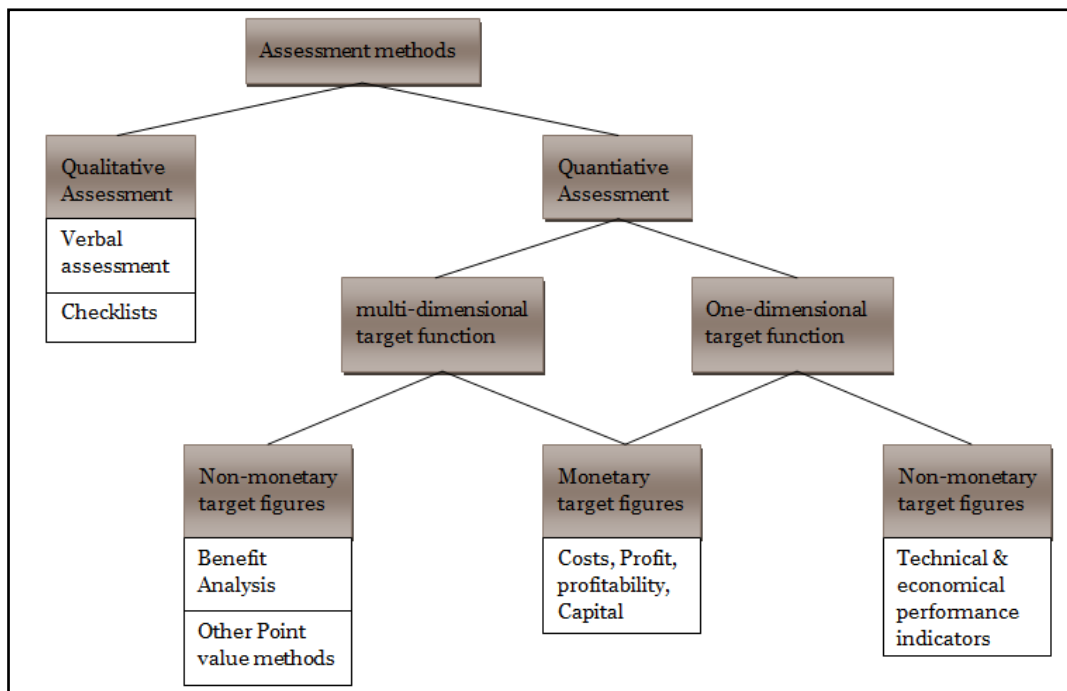 Assessment methods
Qualitative
Assessment
Verbal
assessment
Checklists
Quantiative
Assessment
multi-dimensional
target function
One-dimensional
target function
Non-monetary
target figures
Benefit
Analysis
Other Point
value methods
Monetary
target figures
Costs, Profit,
profitability,
Capital
Non-monetary
target figures
Technical &
economical
performance
indicators